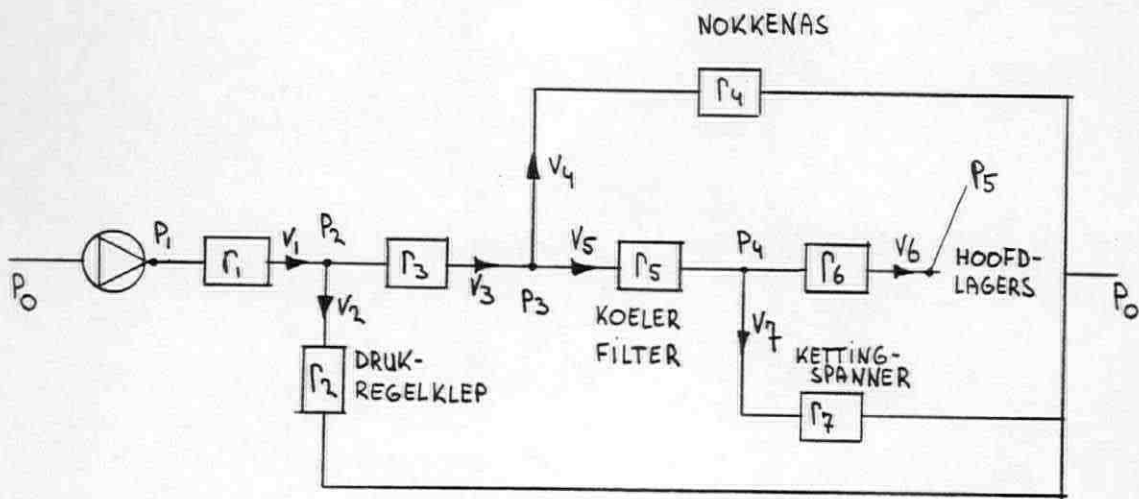 NOKKENAS
r4
V4
P5
P1
V1
P2
V5
P4
V6
r1
r3
r5
r6
HOOFD-
LAGERS
P0
V3
P3
P0
V2
KOELER
FILTER
V7
KETTING-
SPANNER
r2
DRUK-
REGELKLEP
r7